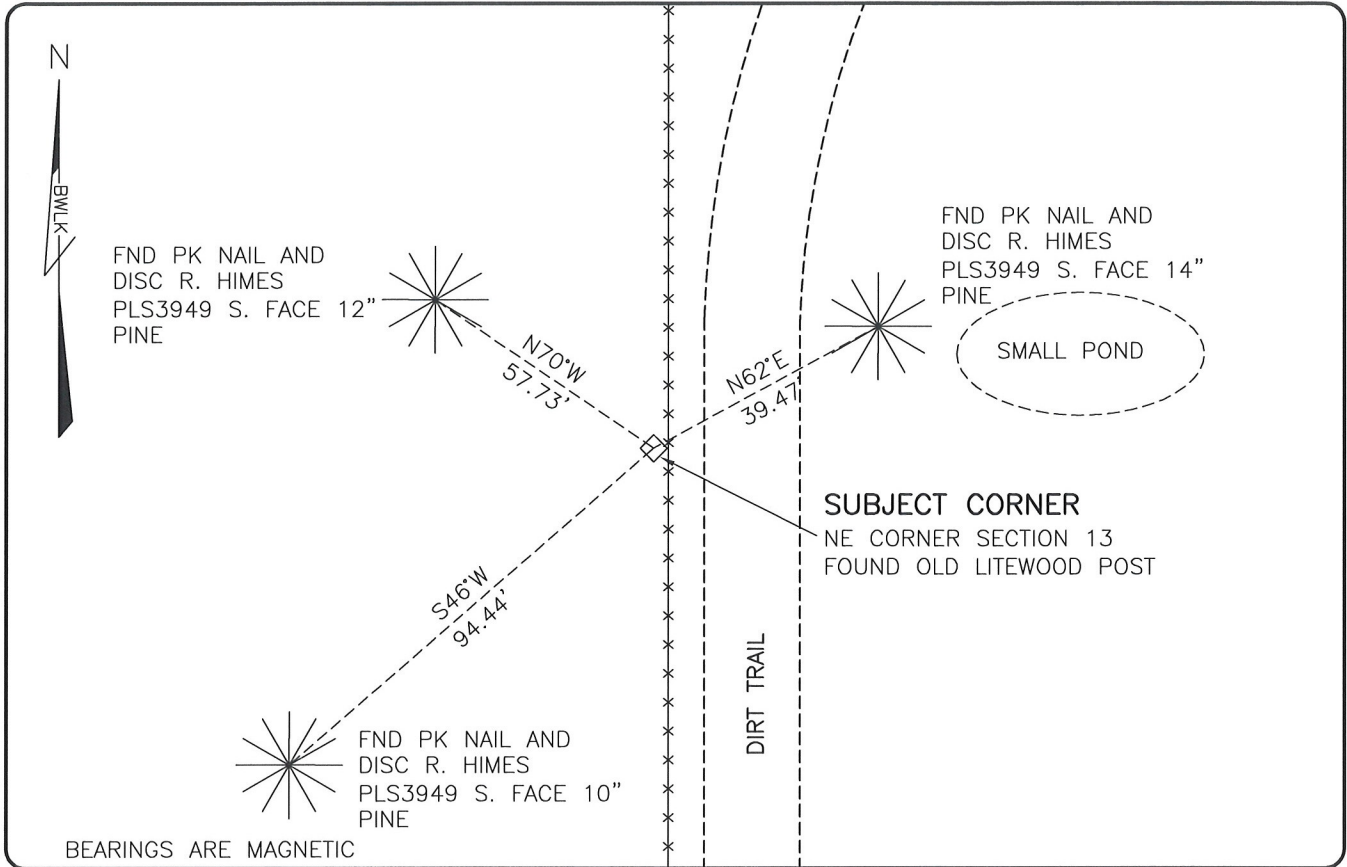 N
BWLK
FND PK NAIL AND
DISC R. HIMES
PLS3949 S. FACE 12"
PINE
N70°W
57.73'
FND PK NAIL AND
DISC R. HIMES
PLS3949 S. FACE 14"
PINE
SMALL POND
N62°E
39.47'
SUBJECT CORNER
NE CORNER SECTION 13
FOUND OLD LITEWOOD POST
S46°W
94.44'
DIRT TRAIL
FND PK NAIL AND
DISC R. HIMES
PLS3949 S. FACE 10"
PINE
BEARINGS ARE MAGNETIC